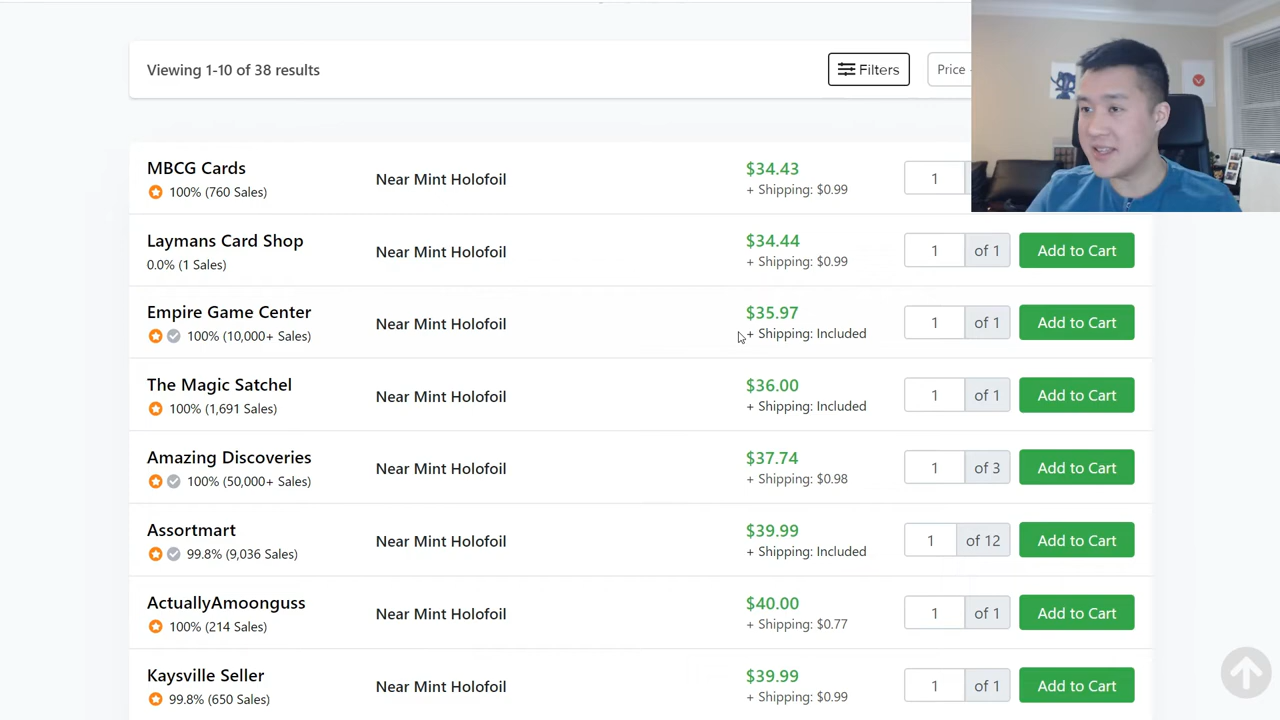 Viewing 1-10 of 38 results
Filters
Price
MBCG Cards
100% (760 Sales)
Near Mint Holofoil
$34.43
+ Shipping: $0.99
1
Laymans Card Shop
0.0% (1 Sales)
Near Mint Holofoil
$34.44
+ Shipping: $0.99
1 of 1
Add to Cart
Empire Game Center
100% (10,000+ Sales)
Near Mint Holofoil
$35.97
+ Shipping: Included
1 of 1
Add to Cart
The Magic Satchel
100% (1,691 Sales)
Near Mint Holofoil
$36.00
+ Shipping: Included
1 of 1
Add to Cart
Amazing Discoveries
100% (50,000+ Sales)
Near Mint Holofoil
$37.74
+ Shipping: $0.98
1 of 3
Add to Cart
Assortmart
99.8% (9,036 Sales)
Near Mint Holofoil
$39.99
+ Shipping: Included
1 of 12
Add to Cart
ActuallyAmoonguss
100% (214 Sales)
Near Mint Holofoil
$40.00
+ Shipping: $0.77
1 of 1
Add to Cart
Kaysville Seller
99.8% (650 Sales)
Near Mint Holofoil
$39.99
+ Shipping: $0.99
1 of 1
Add to Cart